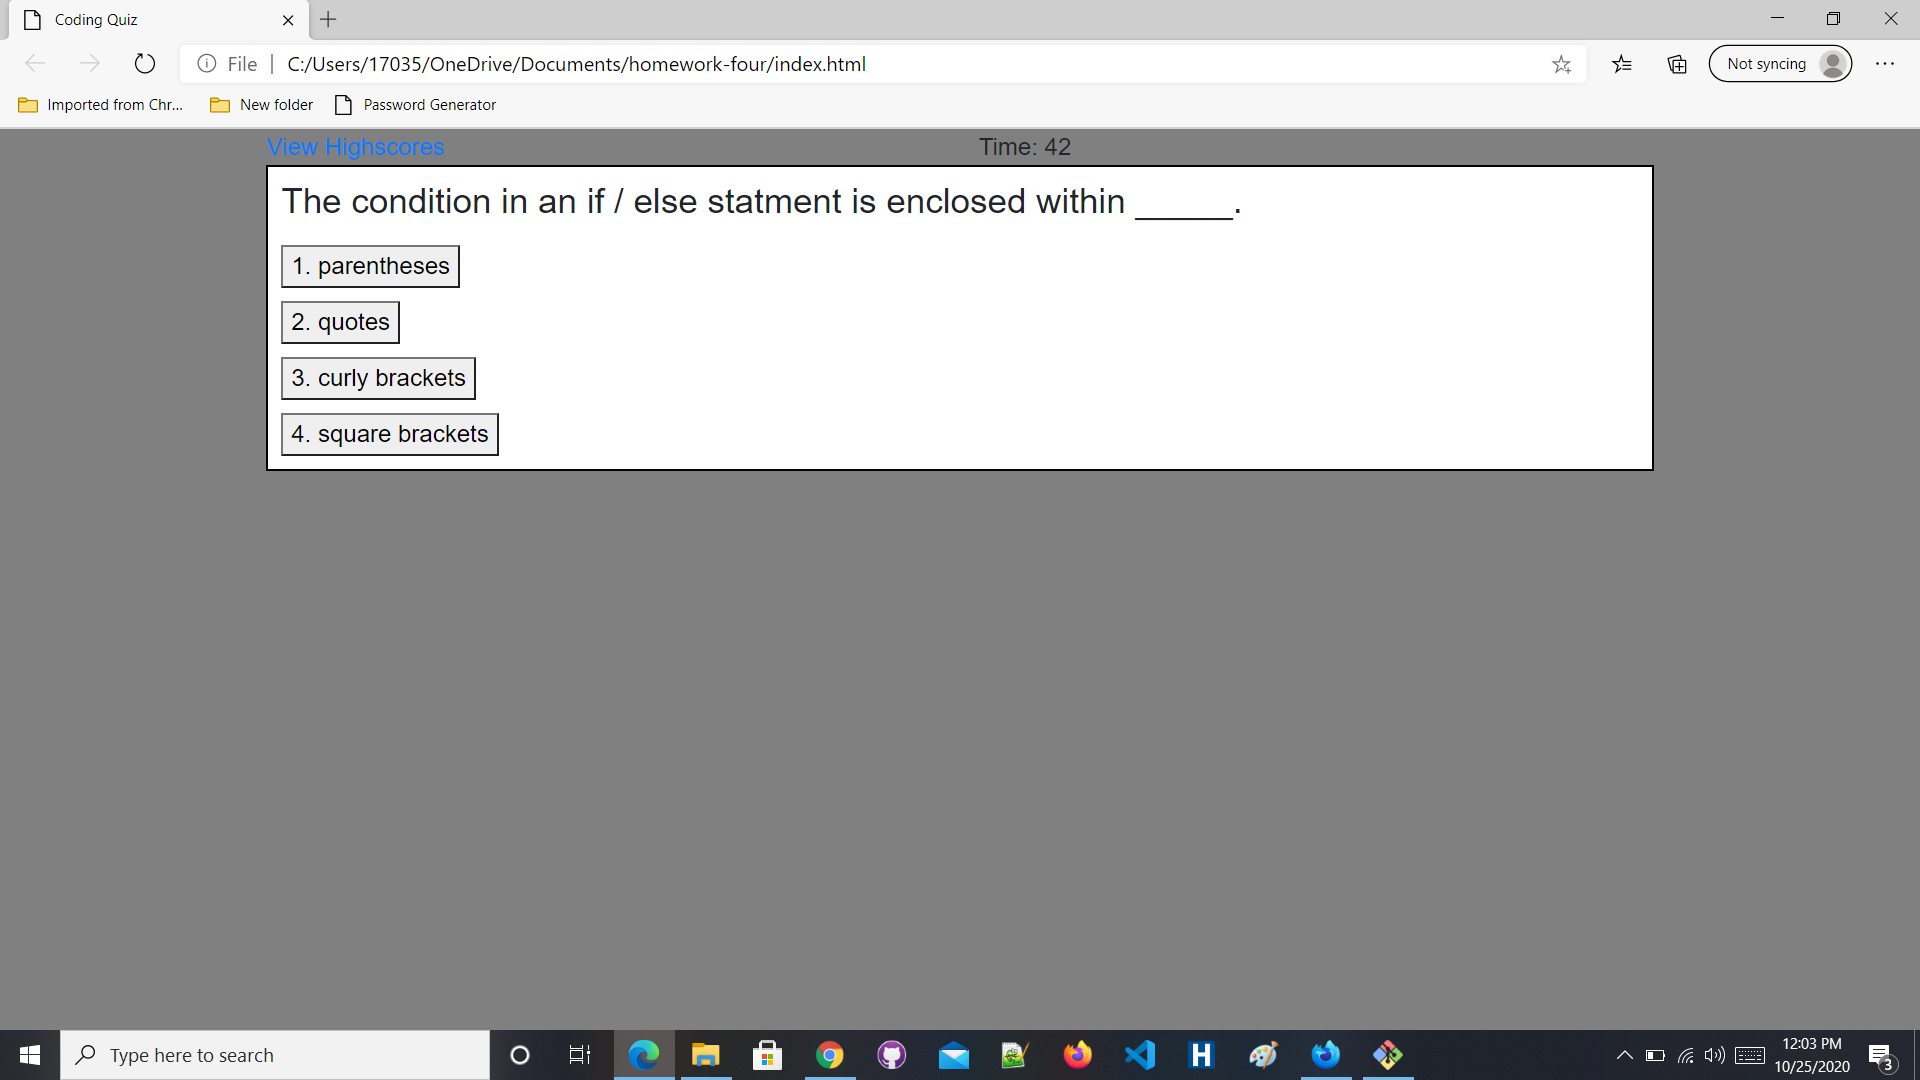 Coding Quiz
File | C:/Users/17035/OneDrive/Documents/homework-four/index.html
Not syncing
Imported from Chr...
New folder
Password Generator
View Highscores
Time: 42
The condition in an if / else statment is enclosed within _____.
1. parentheses
2. quotes
3. curly brackets
4. square brackets
Type here to search
H
12:03 PM
10/25/2020
3